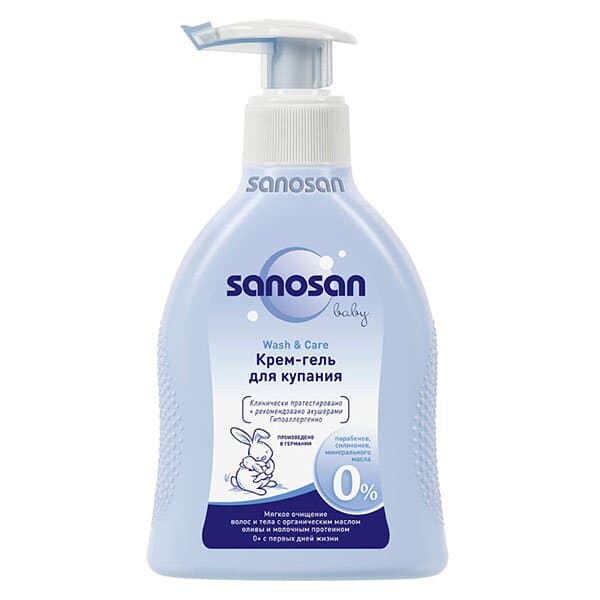 sanosan
sanosan
baby
Wash & Care
Крем-гель
для купания
Клинически протестировано
+ рекомендовано акушерами
Гипоаллергенно
ПРОИЗВЕДЕНО
В ГЕРМАНИИ
парабенов,
силиконов,
минерального
масла
0%
Мягкое очищение
волос и тела с органическим маслом
оливы и молочным протеином
0+ с первых дней жизни